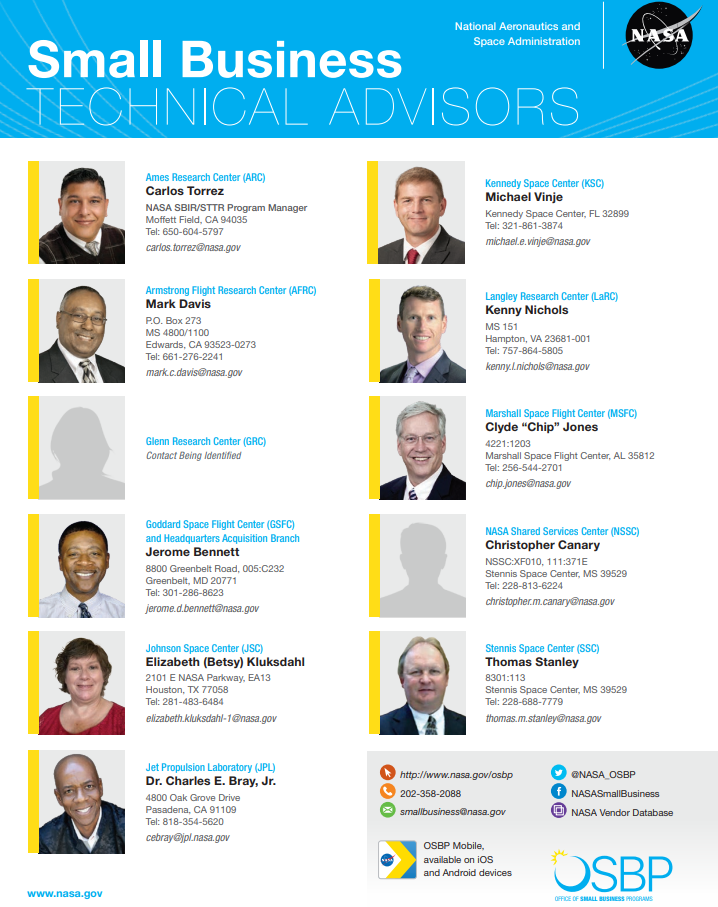 National Aeronautics and
Space Administration
NASA
Small Business
TECHNICAL ADVISORS
Ames Research Center (ARC)
Carlos Torrez
NASA SBIR/STTR Program Manager
Moffett Field, CA 94035
Tel: 650-604-5797
carlos.torrez@nasa.gov
Armstrong Flight Research Center (AFRC)
Mark Davis
P.O. Box 273
MS 4800/1100
Edwards, CA 93523-0273
Tel: 661-276-2241
mark.c.davis@nasa.gov
Glenn Research Center (GRC)
Contact Being Identified
Goddard Space Flight Center (GSFC)
and Headquarters Acquisition Branch
Jerome Bennett
8800 Greenbelt Road, 005:C232
Greenbelt, MD 20771
Tel: 301-286-8623
jerome.d.bennett@nasa.gov
Johnson Space Center (JSC)
Elizabeth (Betsy) Kluksdahl
2101 E NASA Parkway, EA13
Houston, TX 77058
Tel: 281-483-6484
elizabeth.kluksdahl-1@nasa.gov
Jet Propulsion Laboratory (JPL)
Dr. Charles E. Bray, Jr.
4800 Oak Grove Drive
Pasadena, CA 91109
Tel: 818-354-5620
cebray@jpl.nasa.gov
Kennedy Space Center (KSC)
Michael Vinje
Kennedy Space Center, FL 32899
Tel: 321-861-3874
michael.e.vinje@nasa.gov
Langley Research Center (LaRC)
Kenny Nichols
MS 151
Hampton, VA 23681-001
Tel: 757-864-5805
kenny.l.nichols@nasa.gov
Marshall Space Flight Center (MSFC)
Clyde “Chip” Jones
4221:1203
Marshall Space Flight Center, AL 35812
Tel: 256-544-2701
chip.jones@nasa.gov
NASA Shared Services Center (NSSC)
Christopher Canary
NSSC:XF010, 111:371E
Stennis Space Center, MS 39529
Tel: 228-813-6224
christopher.m.canary@nasa.gov
Stennis Space Center (SSC)
Thomas Stanley
8301:113
Stennis Space Center, MS 39529
Tel: 228-688-7779
thomas.m.stanley@nasa.gov
http://www.nasa.gov/osbp
202-358-2088
smallbusiness@nasa.gov
@NASA_OSBP
NASASmallBusiness
NASA Vendor Database
NASA
OSBP Mobile,
available on iOS
and Android devices
OSBP
OFFICE OF SMALL BUSINESS PROGRAMS
www.nasa.gov